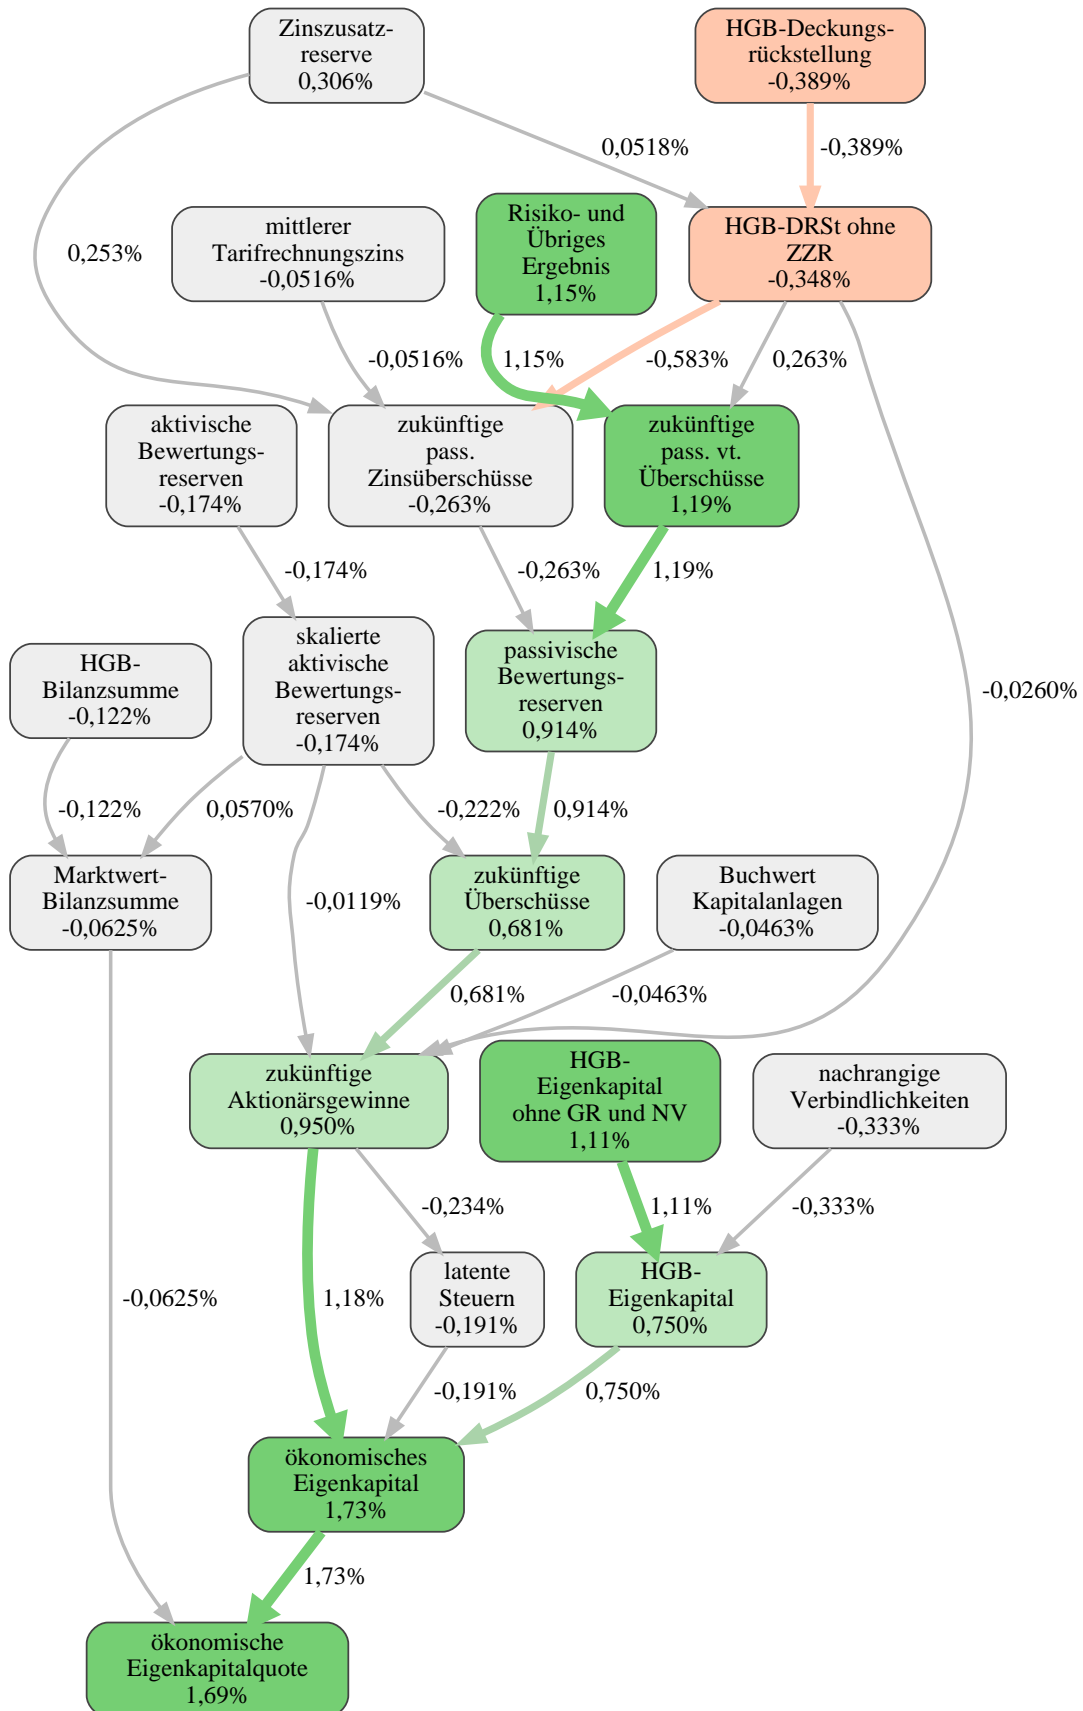 Zinszusatz-
reserve
0,306%
HGB-Deckungs-
rückstellung
-0,389%
0,0518%
-0,389%
mittlerer
Tarifrechnungszins
-0,0516%
Risiko- und
Übriges
Ergebnis
1,15%
HGB-DRSt ohne
ZZR
-0,348%
0,253%
-0,0516%
1,15%
-0,583%
0,263%
aktivische
Bewertungs-
reserven
-0,174%
zukünftige
pass.
Zinsüberschüsse
-0,263%
zukünftige
pass. vt.
Überschüsse
1,19%
-0,174%
-0,263%
1,19%
HGB-
Bilanzsumme
-0,122%
skalierte
aktivische
Bewertungs-
reserven
-0,174%
passivische
Bewertungs-
reserven
0,914%
-0,0260%
-0,122%
0,0570%
-0,222%
0,914%
Marktwert-
Bilanzsumme
-0,0625%
-0,0119%
zukünftige
Überschüsse
0,681%
Buchwert
Kapitalanlagen
-0,0463%
0,681%
-0,0463%
zukünftige
Aktionärsgewinne
0,950%
HGB-
Eigenkapital
ohne GR und NV
1,11%
nachrangige
Verbindlichkeiten
-0,333%
-0,234%
1,11%
-0,333%
-0,0625%
1,18%
latente
Steuern
-0,191%
HGB-
Eigenkapital
0,750%
-0,191%
0,750%
ökonomisches
Eigenkapital
1,73%
1,73%
ökonomische
Eigenkapitalquote
1,69%